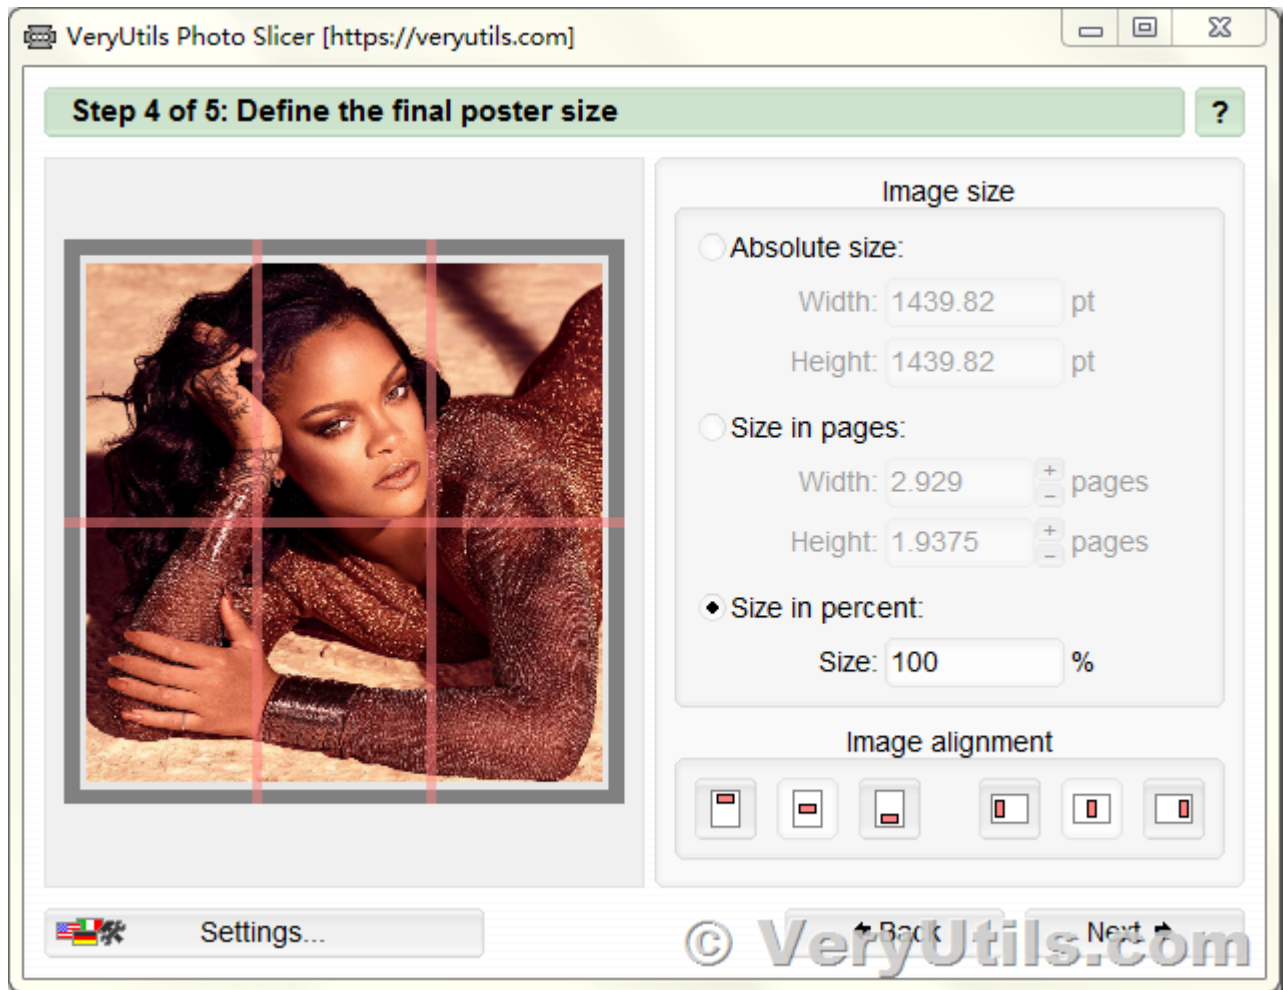 VeryUtils Photo Slicer [https://veryutils.com]
Step 4 of 5: Define the final poster size
?
Image size
Absolute size:
Width: 1439.82 pt
Height: 1439.82 pt
Size in pages:
Width: 2.929 + − pages
Height: 1.9375 + − pages
Size in percent:
Size: 100 %
Image alignment
Settings...
Back
Next
© VeryUtils.com